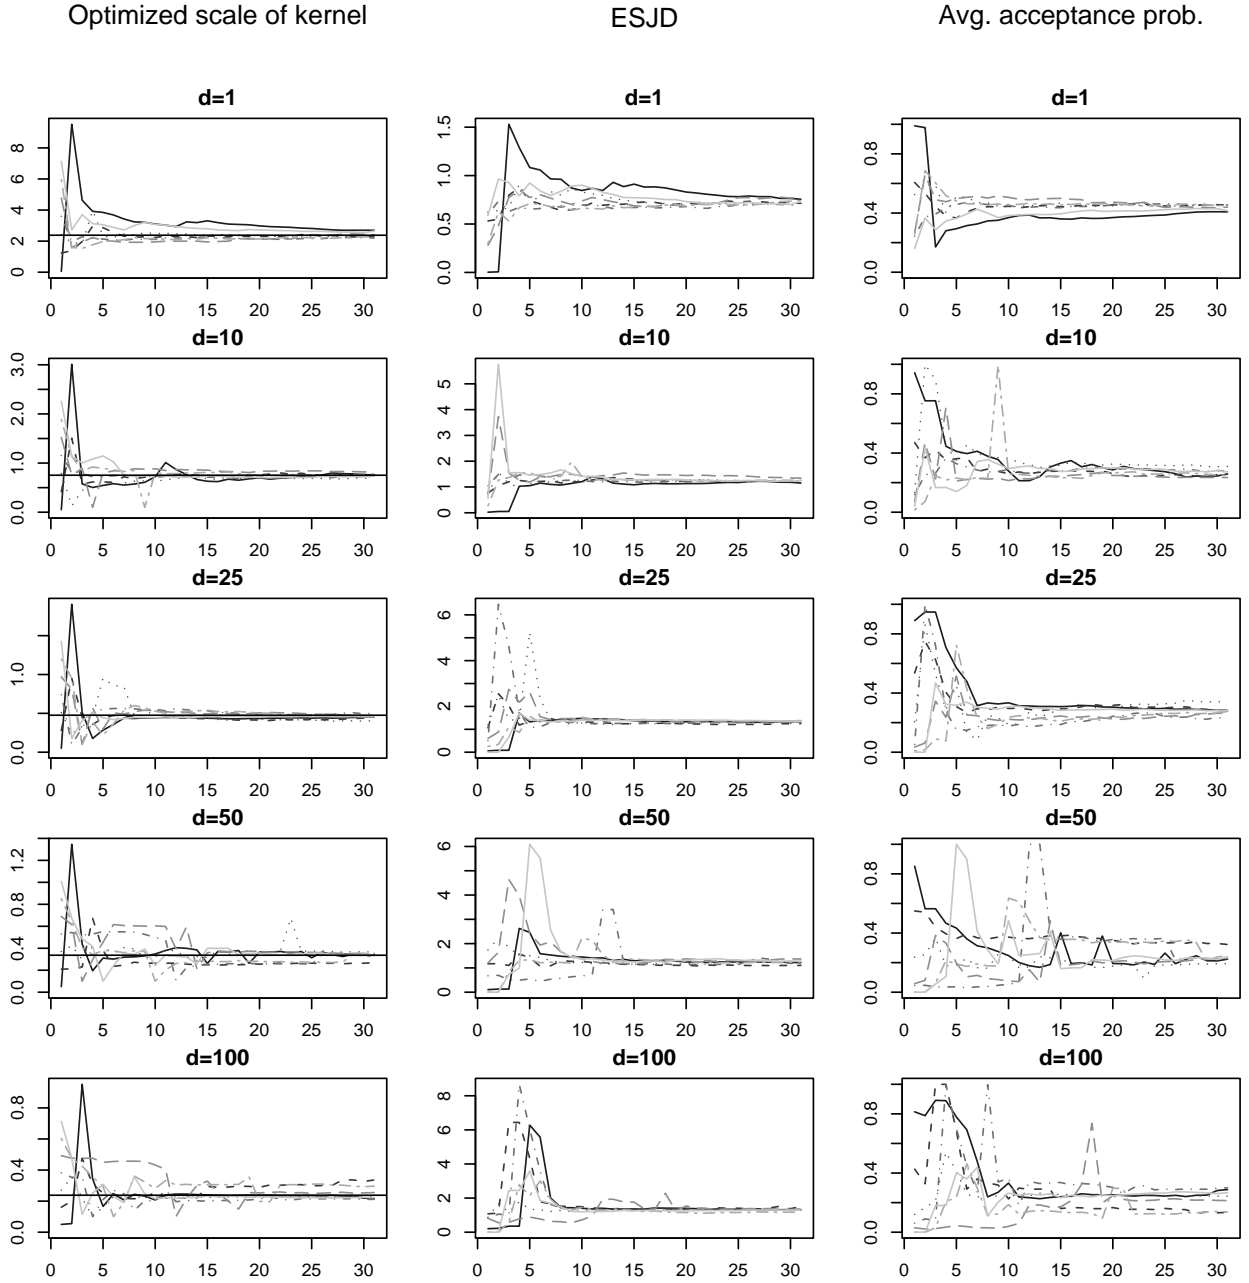 Optimized scale of kernel ESJD Avg. acceptance prob.
d=1 d=1 d=1
0 2 4 6 8
0 5 10 15 20 25 30
0.0 0.5 1.0 1.5
0 5 10 15 20 25 30
0.0 0.4 0.8
0 5 10 15 20 25 30
d=10 d=10 d=10
0.0 1.0 2.0 3.0
0 5 10 15 20 25 30
0 1 2 3 4 5
0 5 10 15 20 25 30
0.0 0.4 0.8
0 5 10 15 20 25 30
d=25 d=25 d=25
0.0 1.0
0 5 10 15 20 25 30
0 2 4 6
0 5 10 15 20 25 30
0.0 0.4 0.8
0 5 10 15 20 25 30
d=50 d=50 d=50
0.0 0.4 0.8 1.2
0 5 10 15 20 25 30
0 2 4 6
0 5 10 15 20 25 30
0.0 0.4 0.8
0 5 10 15 20 25 30
d=100 d=100 d=100
0.0 0.4 0.8
0 5 10 15 20 25 30
0 2 4 6 8
0 5 10 15 20 25 30
0.0 0.4 0.8
0 5 10 15 20 25 30